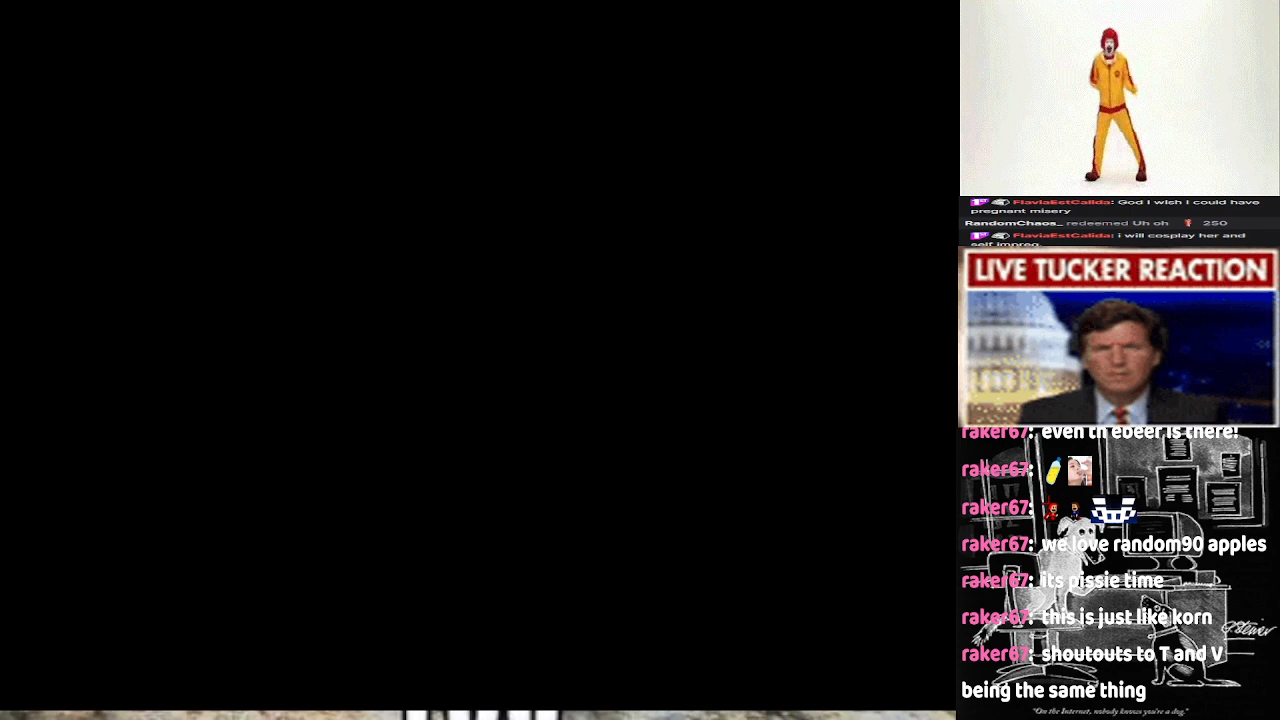 FlaviaEstCalida: God I wish I could have
pregnant misery
RandomChaos_ redeemed Uh oh 250
FlaviaEstCalida: i will cosplay her and
self impreg.
LIVE TUCKER REACTION
raker67: even th ebeer is there!
raker67:
raker67:
raker67: we love random90 apples
raker67: its pissie time
raker67: this is just like korn
raker67: shoutouts to T and V
being the same thing
"On the Internet, nobody knows you're a dog."